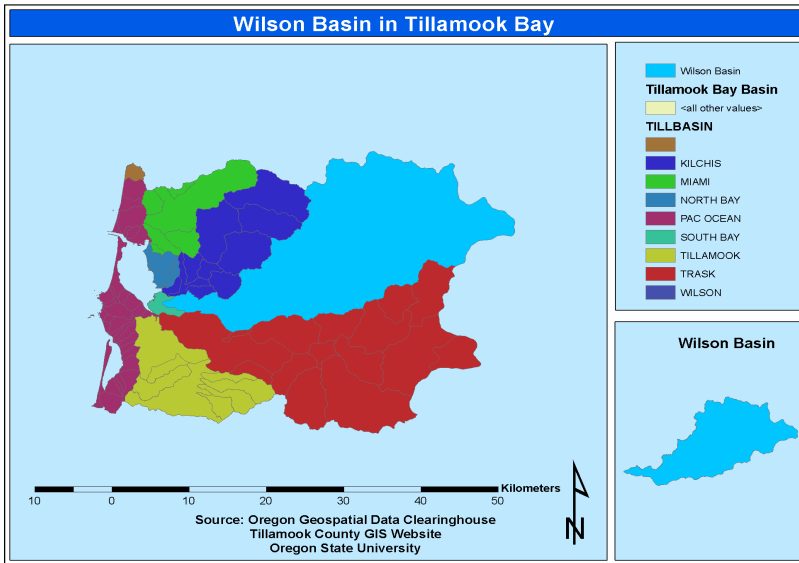 Wilson Basin in Tillamook Bay
Wilson Basin
Tillamook Bay Basin
<all other values>
TILLBASIN
KILCHIS
MIAMI
NORTH BAY
PAC OCEAN
SOUTH BAY
TILLAMOOK
TRASK
WILSON
Wilson Basin
Kilometers
10 0 10 20 30 40 50
N
Source: Oregon Geospatial Data Clearinghouse
Tillamook County GIS Website
Oregon State University